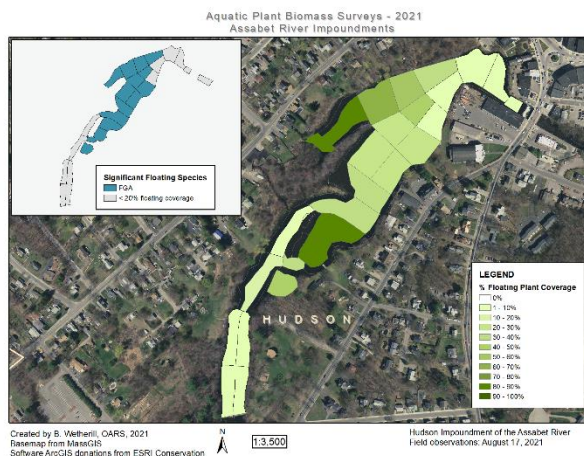 Aquatic Plant Biomass Surveys - 2021
Assabet River Impoundments
Significant Floating Species
FGA
< 20% floating coverage
HUDSON
LEGEND
% Floating Plant Coverage
0%
1 - 10%
10 - 20%
20 - 30%
30 - 40%
40 - 50%
50 - 60%
60 - 70%
70 - 80%
80 - 90%
90 - 100%
Created by B. Wetherill, OARS, 2021
Basemap from MassGIS
Software ArcGIS donations from ESRI Conservation
N
1:3,500
Hudson Impoundment of the Assabet River
Field observations: August 17, 2021